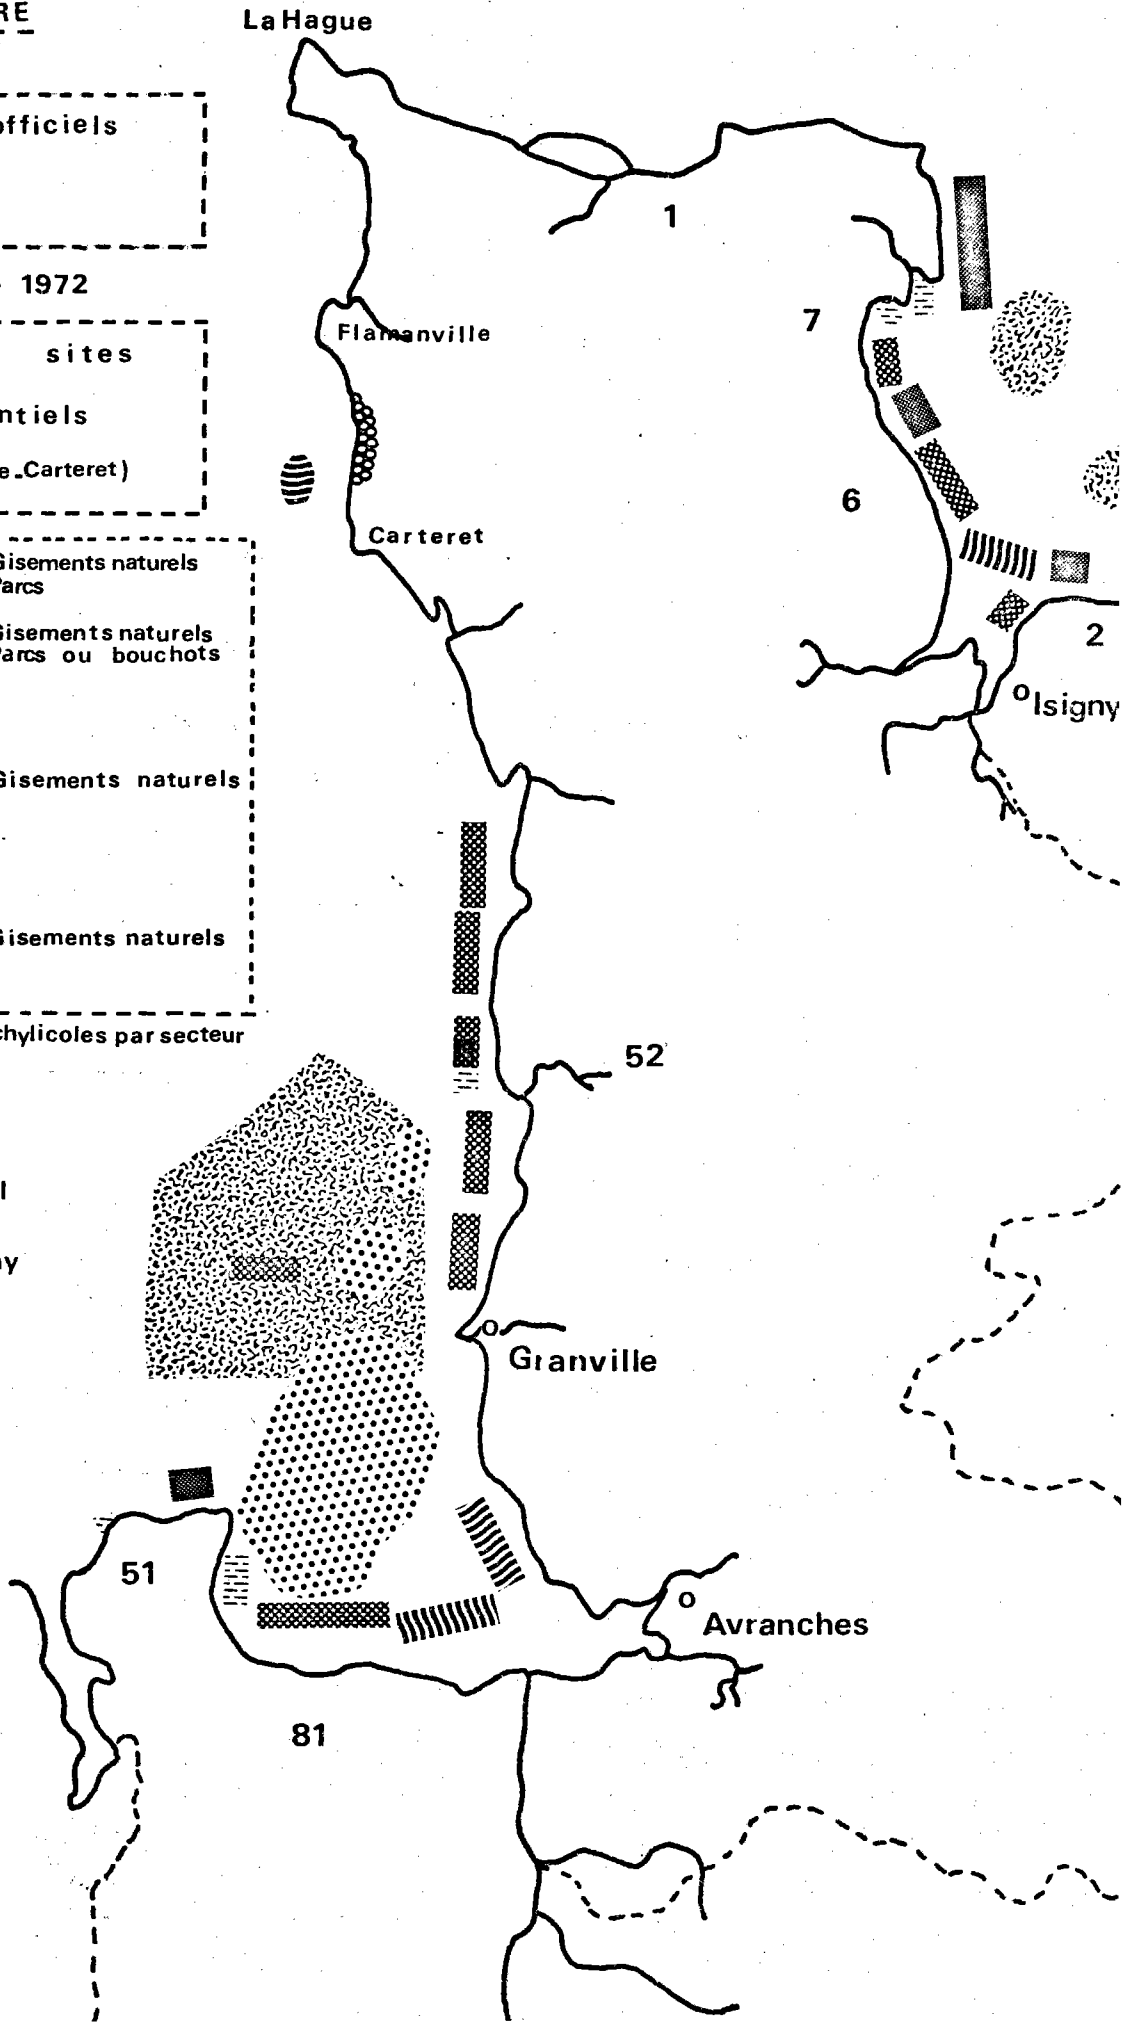 RE
La Hague
officiels
1
1972
7
sites
Flamanville
ntiels
e-Carteret)
6
Carteret
Gisements naturels
Parcs
Gisements naturels
Parcs ou bouchots
2
Isigny
Gisements naturels
Gisements naturels
chylicoles par secteur
52
l
y
Granville
51
Avranches
81